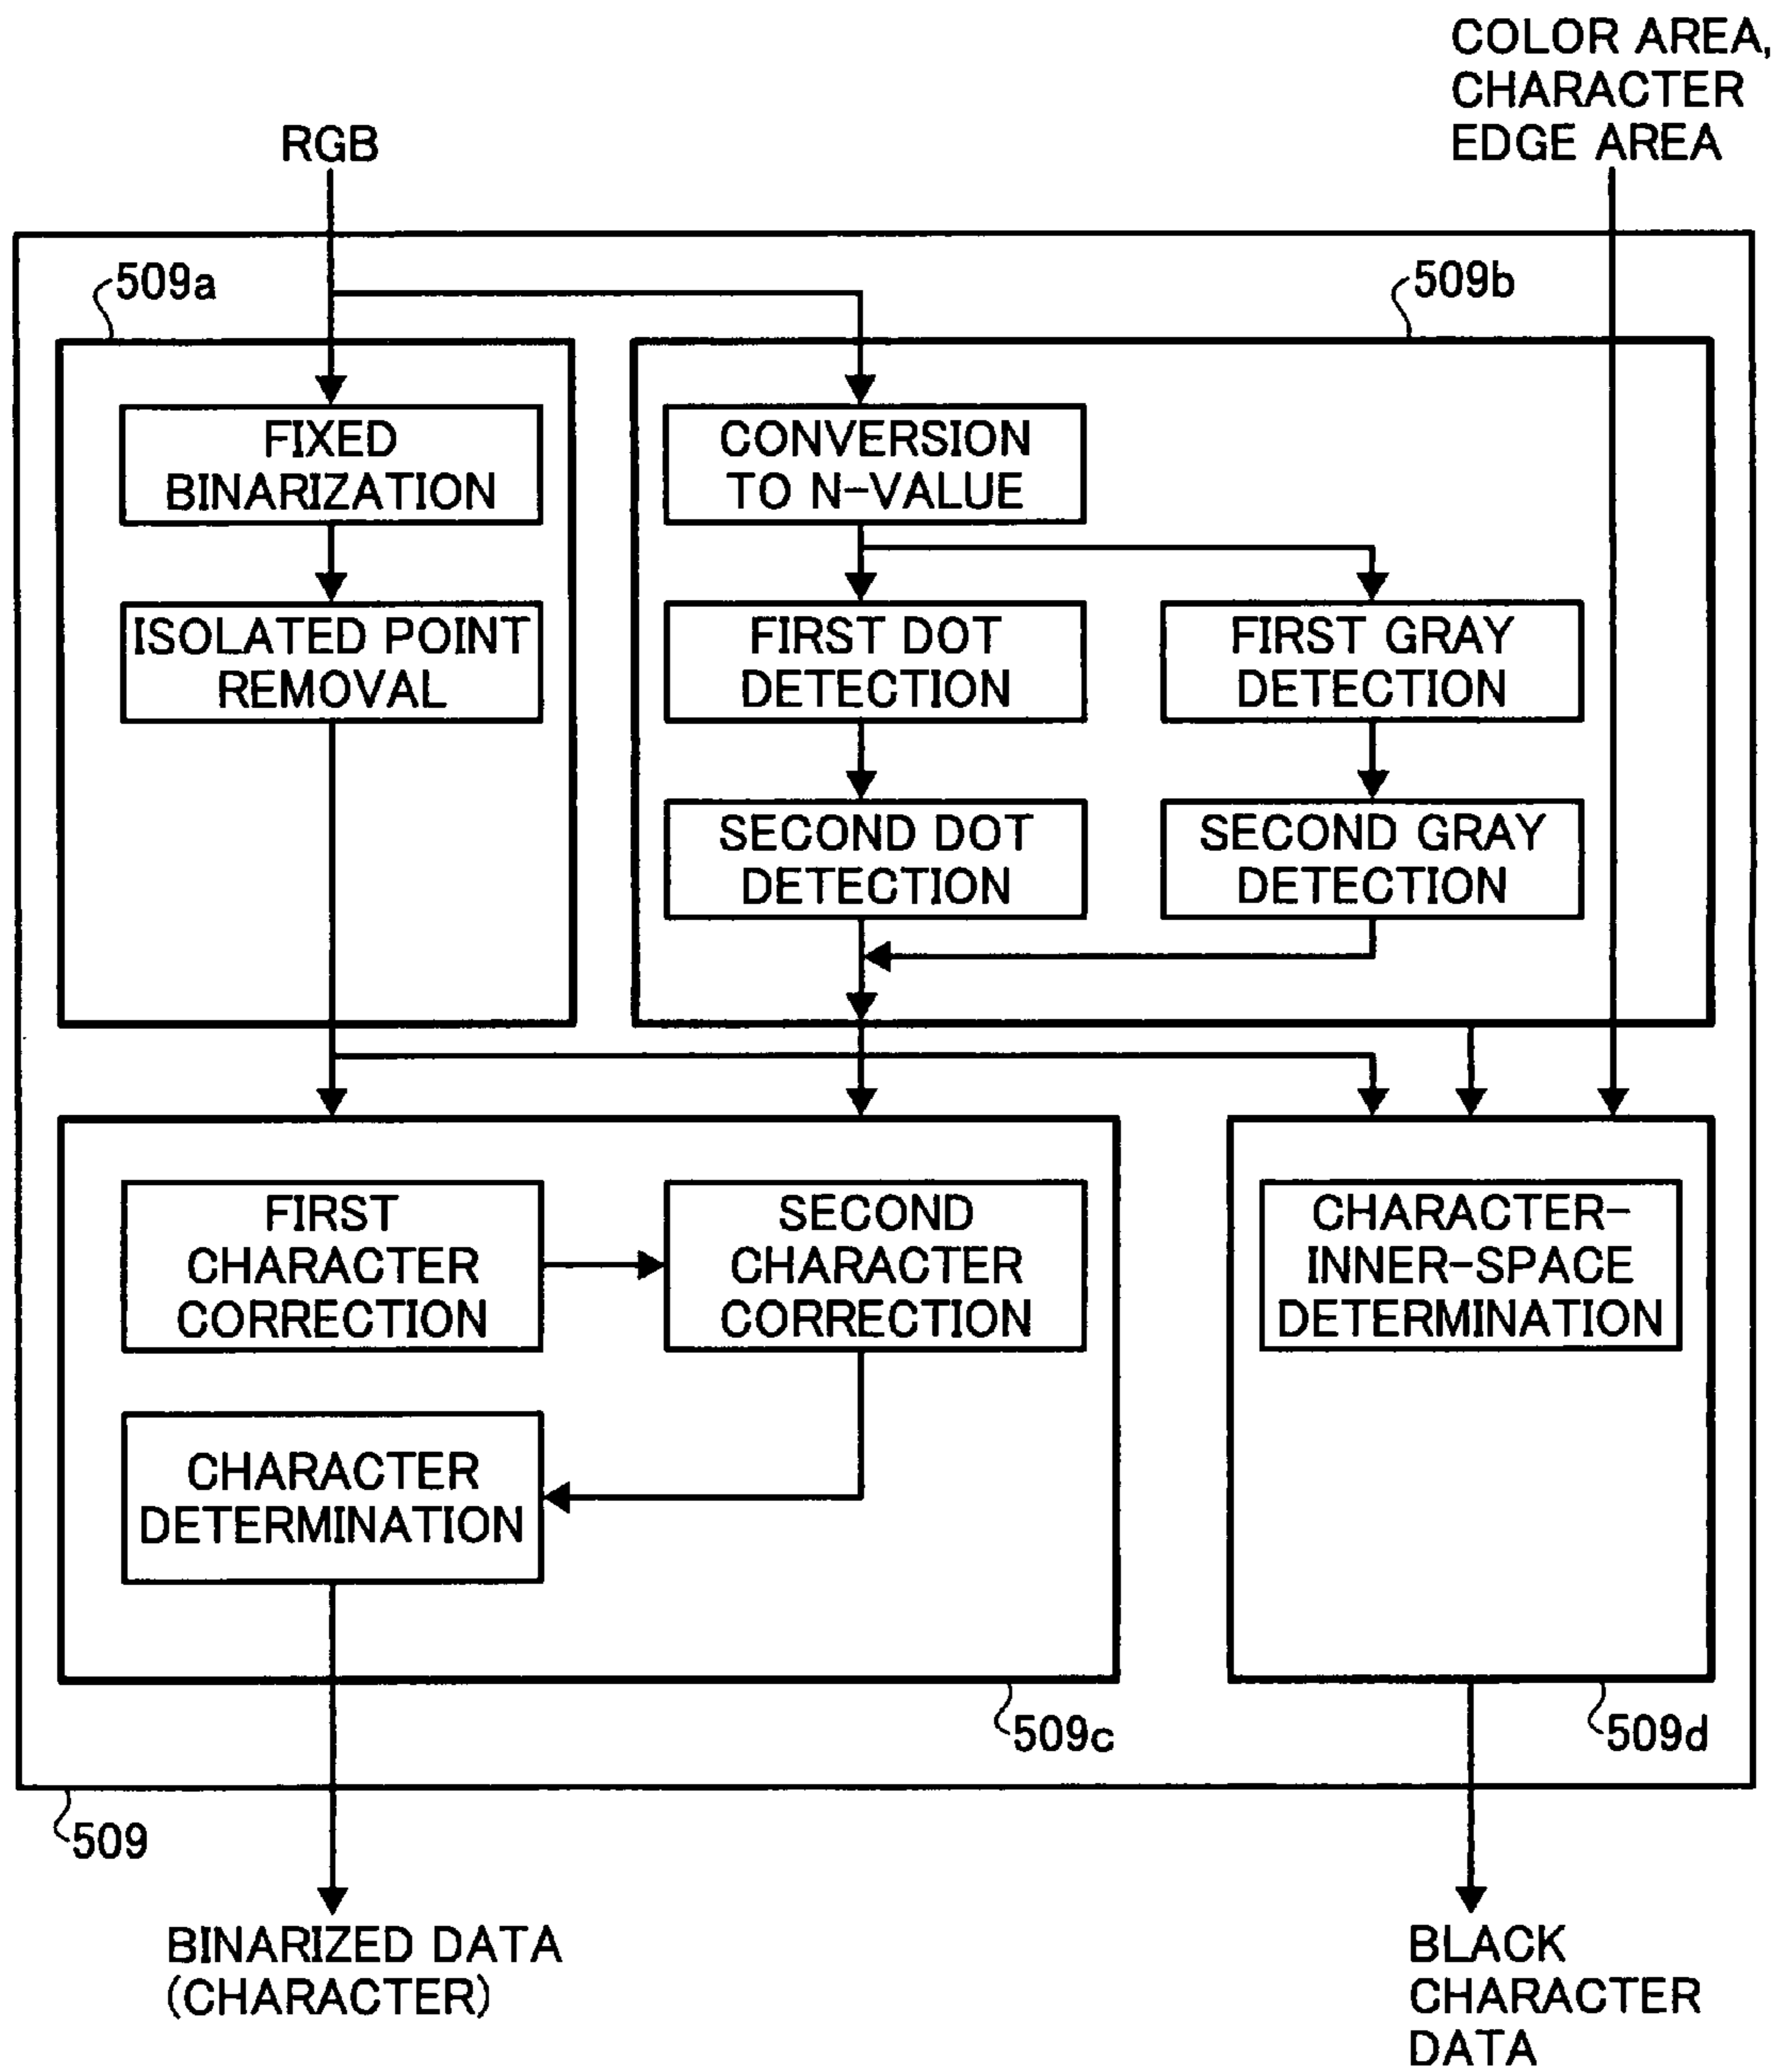 COLOR AREA,
CHARACTER
EDGE AREA
RGB
509a
509b
FIXED
BINARIZATION
CONVERSION
TO N-VALUE
ISOLATED POINT
REMOVAL
FIRST DOT
DETECTION
FIRST GRAY
DETECTION
SECOND DOT
DETECTION
SECOND GRAY
DETECTION
FIRST
CHARACTER
CORRECTION
SECOND
CHARACTER
CORRECTION
CHARACTER-
INNER-SPACE
DETERMINATION
CHARACTER
DETERMINATION
509c
509d
509
BINARIZED DATA
(CHARACTER)
BLACK
CHARACTER
DATA